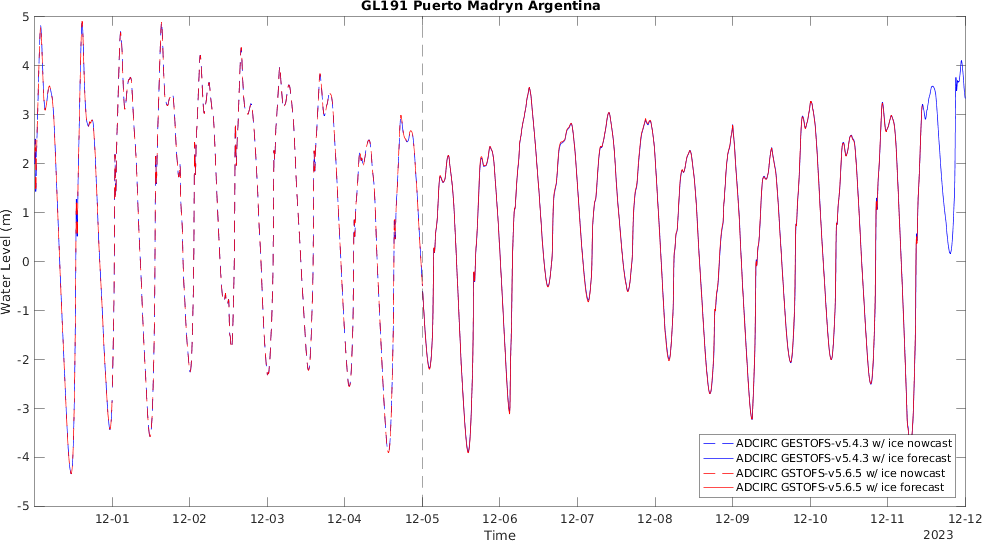 GL191 Puerto Madryn Argentina
5
4
3
2
1
0
-1
-2
-3
-4
-5
Water Level (m)
ADCIRC GESTOFS-v5.4.3 w/ ice nowcast
ADCIRC GESTOFS-v5.4.3 w/ ice forecast
ADCIRC GSTOFS-v5.6.5 w/ ice nowcast
ADCIRC GSTOFS-v5.6.5 w/ ice forecast
12-01 12-02 12-03 12-04 12-05 12-06 12-07 12-08 12-09 12-10 12-11 12-12
Time
2023